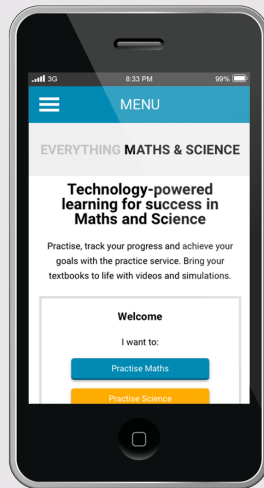 3G 8:33 PM 99%
MENU
EVERYTHING MATHS & SCIENCE
Technology-powered
learning for success in
Maths and Science
Practise, track your progress and achieve your
goals with the practice service. Bring your
textbooks to life with videos and simulations.
Welcome
I want to:
Practise Maths
Practise Science